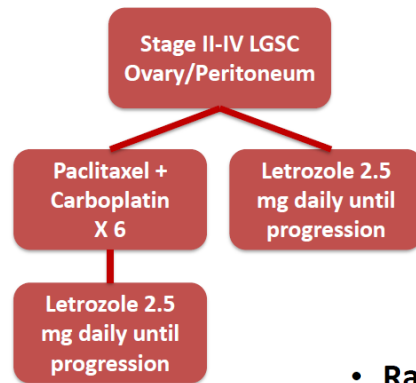 Stage II-IV LGSC
Ovary/Peritoneum
Paclitaxel +
Carboplatin
X 6
Letrozole 2.5
mg daily until
progression
Letrozole 2.5
mg daily until
progression
• Ra